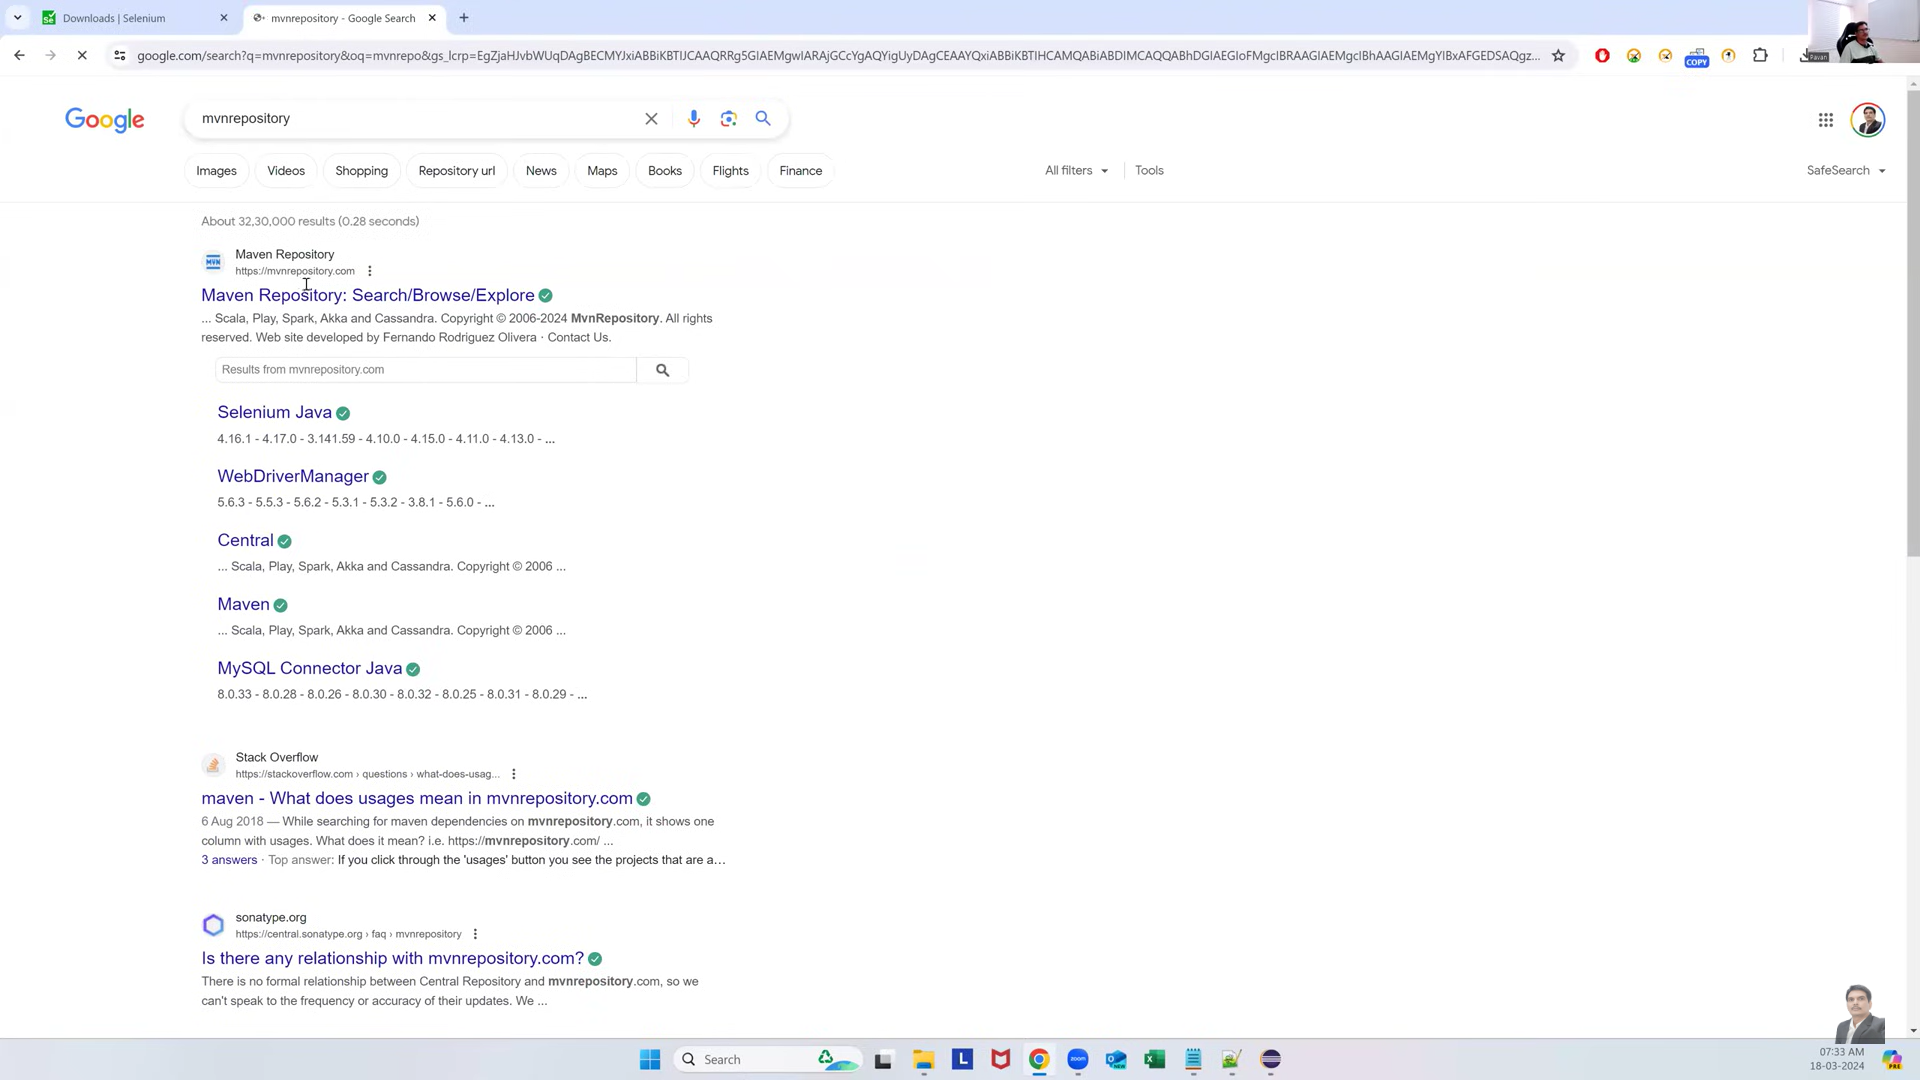 Downloads | Selenium
mvnrepository - Google Search
google.com/search?q=mvnrepository&oq=mvnrepo&gs_lcrp=EgZjaHJvbWUqDAgBECMYJxiABBiKBTIJCAAQRRg5GIAEMgwIARAjGCcYgAQYigUyDAgCEAAYQxiABBiKBTIHCAMQABiABDIMCAQQABhDGIAEGIoFMgcIBRAAGIAEMgcIBhAAGIAEMgYIBxAFGEDSAQgz...
COPY
Pavan
Google
mvnrepository
Images
Videos
Shopping
Repository url
News
Maps
Books
Flights
Finance
All filters
Tools
SafeSearch
About 32,30,000 results (0.28 seconds)
MVN
Maven Repository
https://mvnrepository.com
Maven Repository: Search/Browse/Explore
... Scala, Play, Spark, Akka and Cassandra. Copyright © 2006-2024 MvnRepository. All rights
reserved. Web site developed by Fernando Rodriguez Olivera · Contact Us.
Results from mvnrepository.com
Selenium Java
4.16.1 - 4.17.0 - 3.141.59 - 4.10.0 - 4.15.0 - 4.11.0 - 4.13.0 - ...
WebDriverManager
5.6.3 - 5.5.3 - 5.6.2 - 5.3.1 - 5.3.2 - 3.8.1 - 5.6.0 - ...
Central
... Scala, Play, Spark, Akka and Cassandra. Copyright © 2006 ...
Maven
... Scala, Play, Spark, Akka and Cassandra. Copyright © 2006 ...
MySQL Connector Java
8.0.33 - 8.0.28 - 8.0.26 - 8.0.30 - 8.0.32 - 8.0.25 - 8.0.31 - 8.0.29 - ...
Stack Overflow
https://stackoverflow.com › questions › what-does-usag...
maven - What does usages mean in mvnrepository.com
6 Aug 2018 — While searching for maven dependencies on mvnrepository.com, it shows one
column with usages. What does it mean? i.e. https://mvnrepository.com/ ...
3 answers · Top answer: If you click through the 'usages' button you see the projects that are a…
sonatype.org
https://central.sonatype.org › faq › mvnrepository
Is there any relationship with mvnrepository.com?
There is no formal relationship between Central Repository and mvnrepository.com, so we
can't speak to the frequency or accuracy of their updates. We ...
Search
L
zoom
NEW
07:33 AM
18-03-2024
PRE